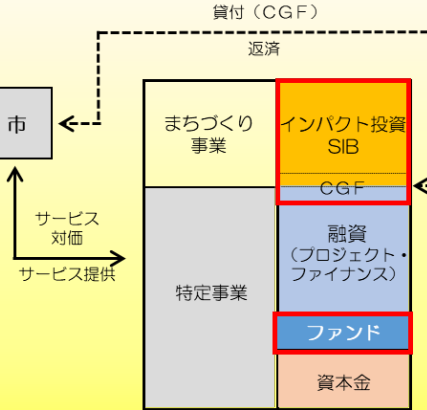 貸付（CGF）
返済
市
まちづくり
事業
インパクト投資
SIB
CGF
サービス
対価
サービス提供
融資
（プロジェクト・
ファイナンス）
特定事業
ファンド
資本金